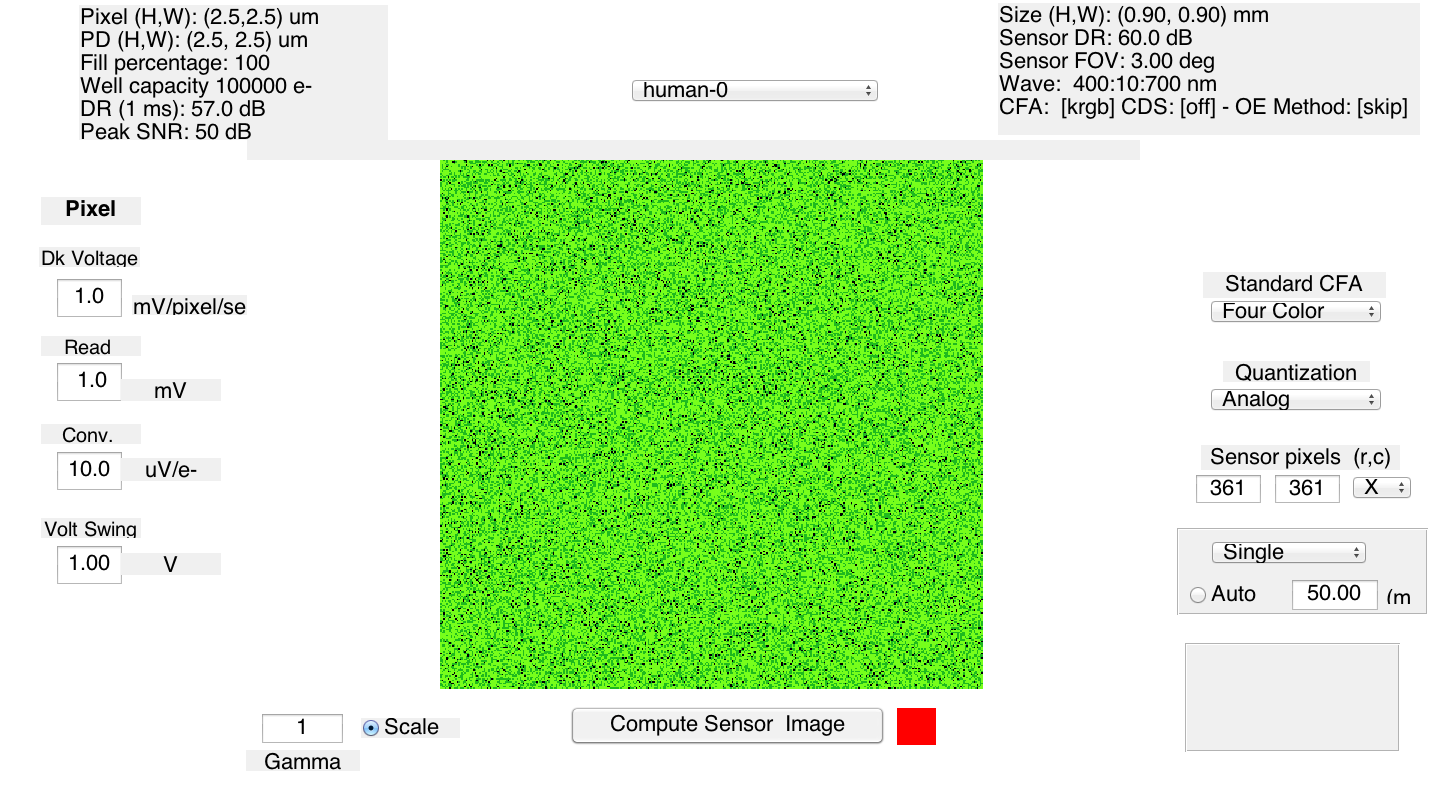 Pixel (H,W): (2.5,2.5) um
PD (H,W): (2.5, 2.5) um
Fill percentage: 100
Well capacity 100000 e-
DR (1 ms): 57.0 dB
Peak SNR: 50 dB
human-0
Size (H,W): (0.90, 0.90) mm
Sensor DR: 60.0 dB
Sensor FOV: 3.00 deg
Wave: 400:10:700 nm
CFA: [krgb] CDS: [off] - OE Method: [skip]
Pixel
Dk Voltage
1.0 mV/pixel/se
Read
1.0 mV
Conv.
10.0 uV/e-
Volt Swing
1.00 V
Standard CFA
Four Color
Quantization
Analog
Sensor pixels (r,c)
361 361 X
Single
Auto 50.00 (m
1 Scale
Gamma
Compute Sensor Image